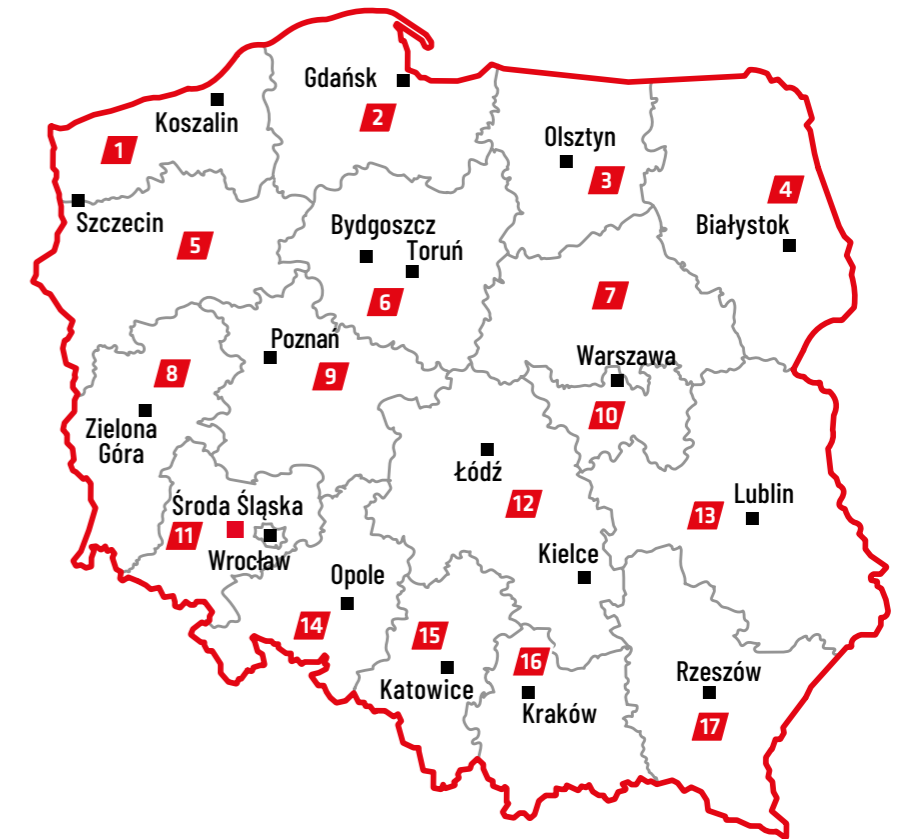 Gdańsk
2
Koszalin
1
Olsztyn
3
4
Szczecin
5
Bydgoszcz
Toruń
6
Białystok
7
Poznań
9
8
Warszawa
10
Zielona
Góra
Łódź
12
Środa Śląska
11
Wrocław
Lublin
13
Kielce
Opole
14
15
Katowice
16
Kraków
Rzeszów
17